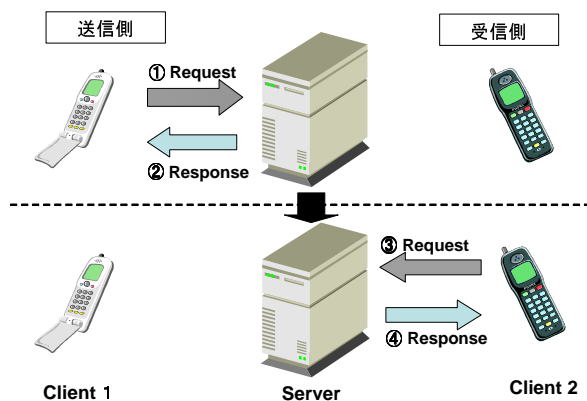 送信側
受信側
① Request
② Response
③ Request
④ Response
Client 1
Server
Client 2